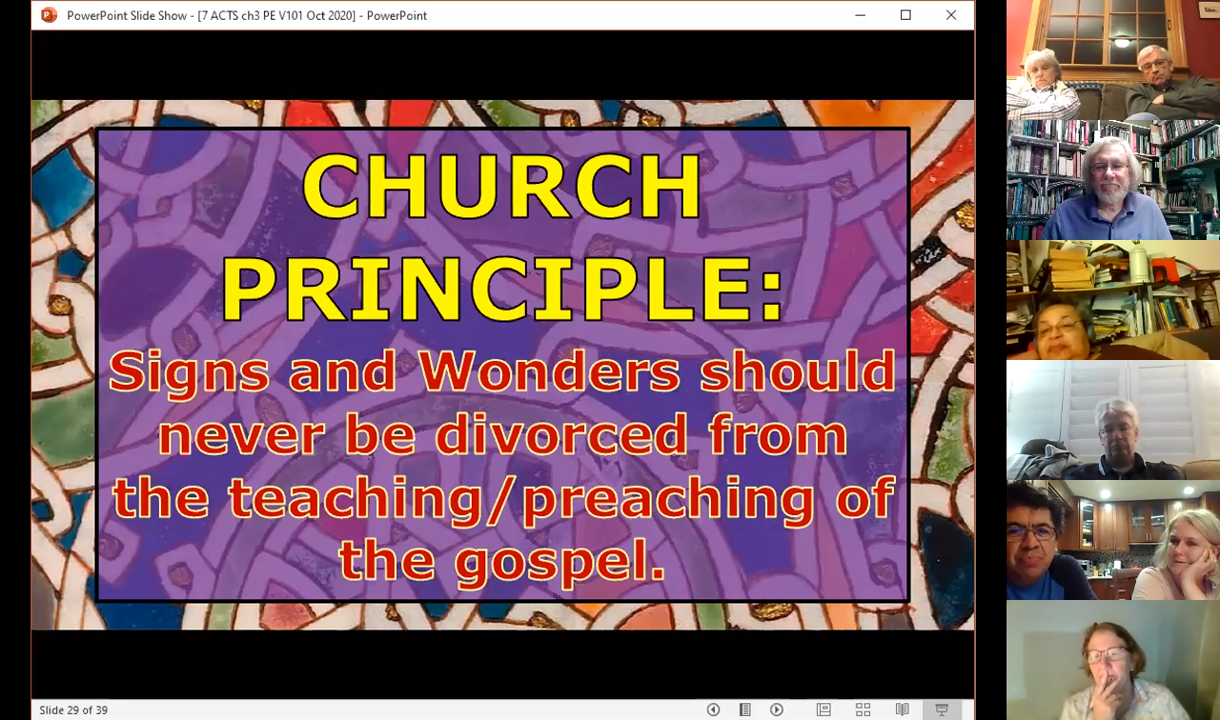 PowerPoint Slide Show - [7 ACTS ch3 PE V101 Oct 2020] - PowerPoint
CHURCH
PRINCIPLE:
Signs and Wonders should
never be divorced from
the teaching/preaching of
the gospel.
Slide 29 of 39